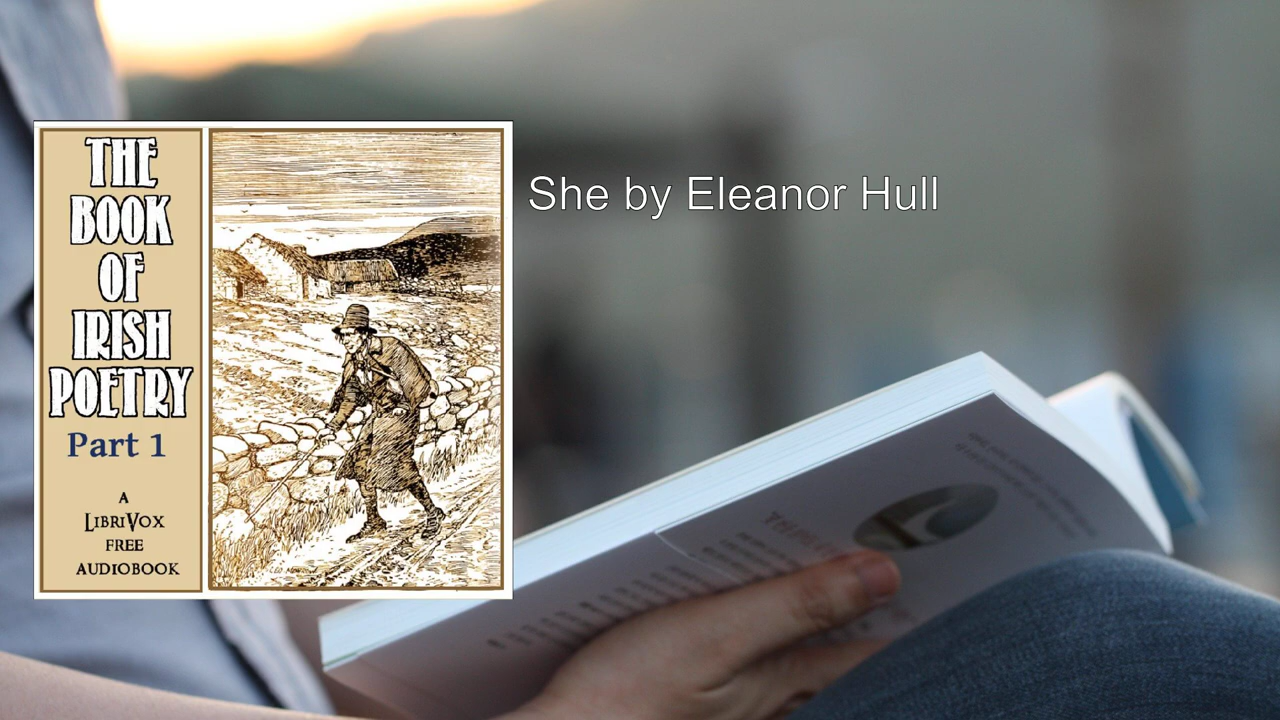 THE
BOOK
OF
IRISH
POETRY
Part 1
A
LIBRIVOX
FREE
AUDIOBOOK
She by Eleanor Hull